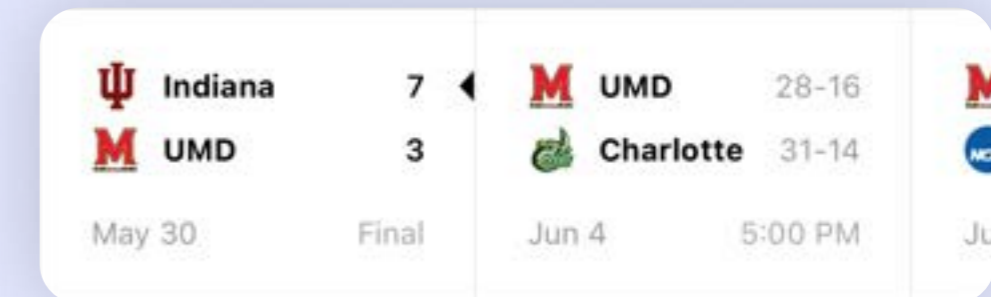 Indiana 7
UMD 3
May 30 Final
M UMD 28-16
Charlotte 31-14
Jun 4 5:00 PM